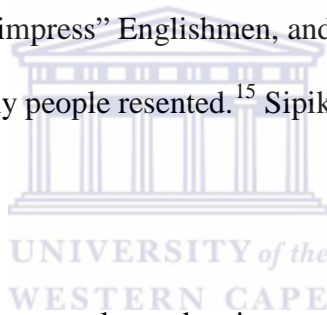 impress” Englishmen, and
y people resented.15 Sipik
UNIVERSITY of the
WESTERN CAPE